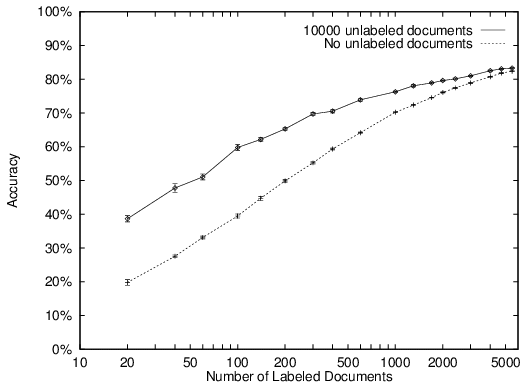 100%
90%
80%
70%
60%
50%
40%
30%
20%
10%
0%
Accuracy
10000 unlabeled documents
No unlabeled documents
10 20 50 100 200 500 1000 2000 5000
Number of Labeled Documents